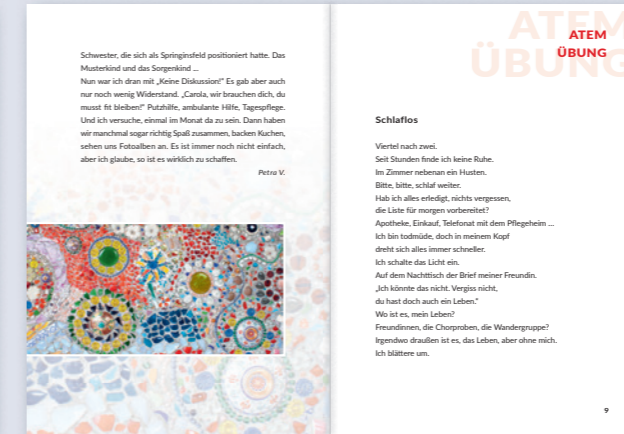 Schwester, die sich als Springinsfeld positioniert hatte. Das
Musterkind und das Sorgenkind ...
Nun war ich dran mit „Keine Diskussion!“ Es gab aber auch
nur noch wenig Widerstand. „Carola, wir brauchen dich, du
musst fit bleiben!“ Putzhilfe, ambulante Hilfe, Tagespflege.
Und ich versuche, einmal im Monat da zu sein. Dann haben
wir manchmal sogar richtig Spaß zusammen, backen Kuchen,
sehen uns Fotoalben an. Es ist immer noch nicht einfach,
aber ich glaube, so ist es wirklich zu schaffen.
Petra V.
ATEM
ÜBUNG
ATEM
ÜBUNG
Schlaflos
Viertel nach zwei.
Seit Stunden finde ich keine Ruhe.
Im Zimmer nebenan ein Husten.
Bitte, bitte, schlaf weiter.
Hab ich alles erledigt, nichts vergessen,
die Liste für morgen vorbereitet?
Apotheke, Einkauf, Telefonat mit dem Pflegeheim ...
Ich bin todmüde, doch in meinem Kopf
dreht sich alles immer schneller.
Ich schalte das Licht ein.
Auf dem Nachttisch der Brief meiner Freundin.
„Ich könnte das nicht. Vergiss nicht,
du hast doch auch ein Leben.“
Wo ist es, mein Leben?
Freundinnen, die Chorproben, die Wandergruppe?
Irgendwo draußen ist es, das Leben, aber ohne mich.
Ich blättere um.
9